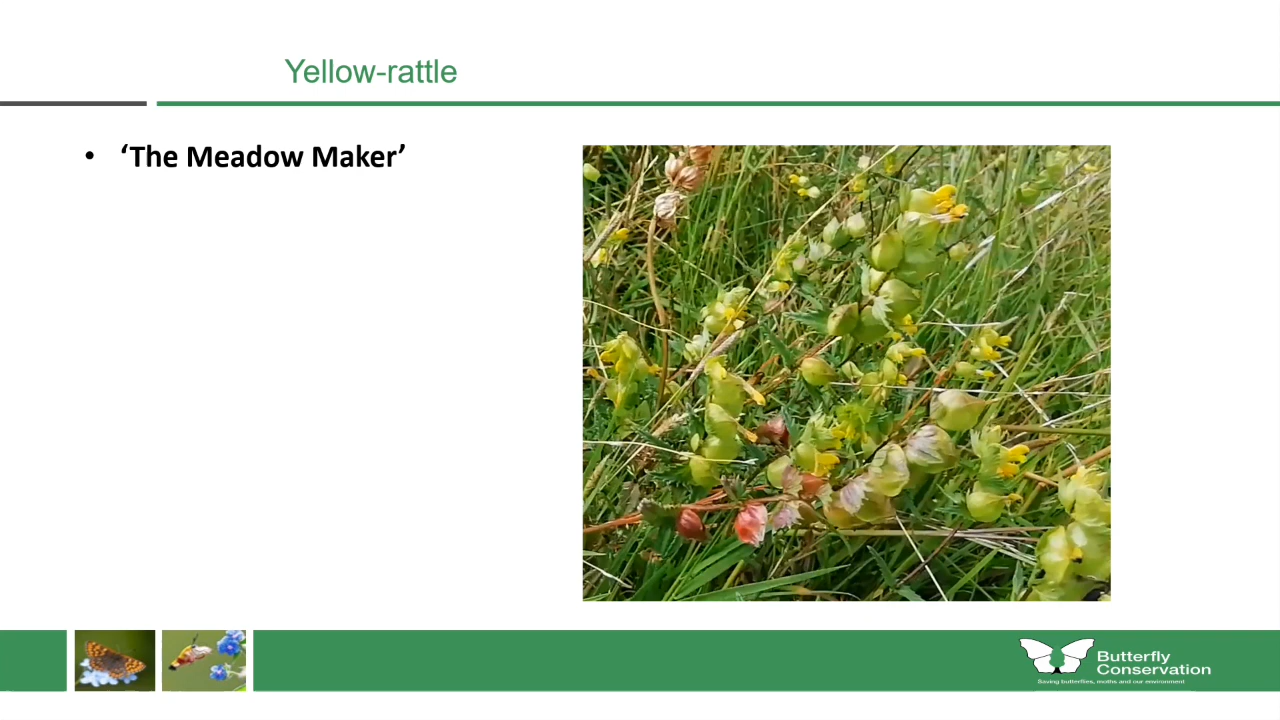 Yellow-rattle
• ‘The Meadow Maker’
Butterfly
Conservation
Saving butterflies, moths and our environment